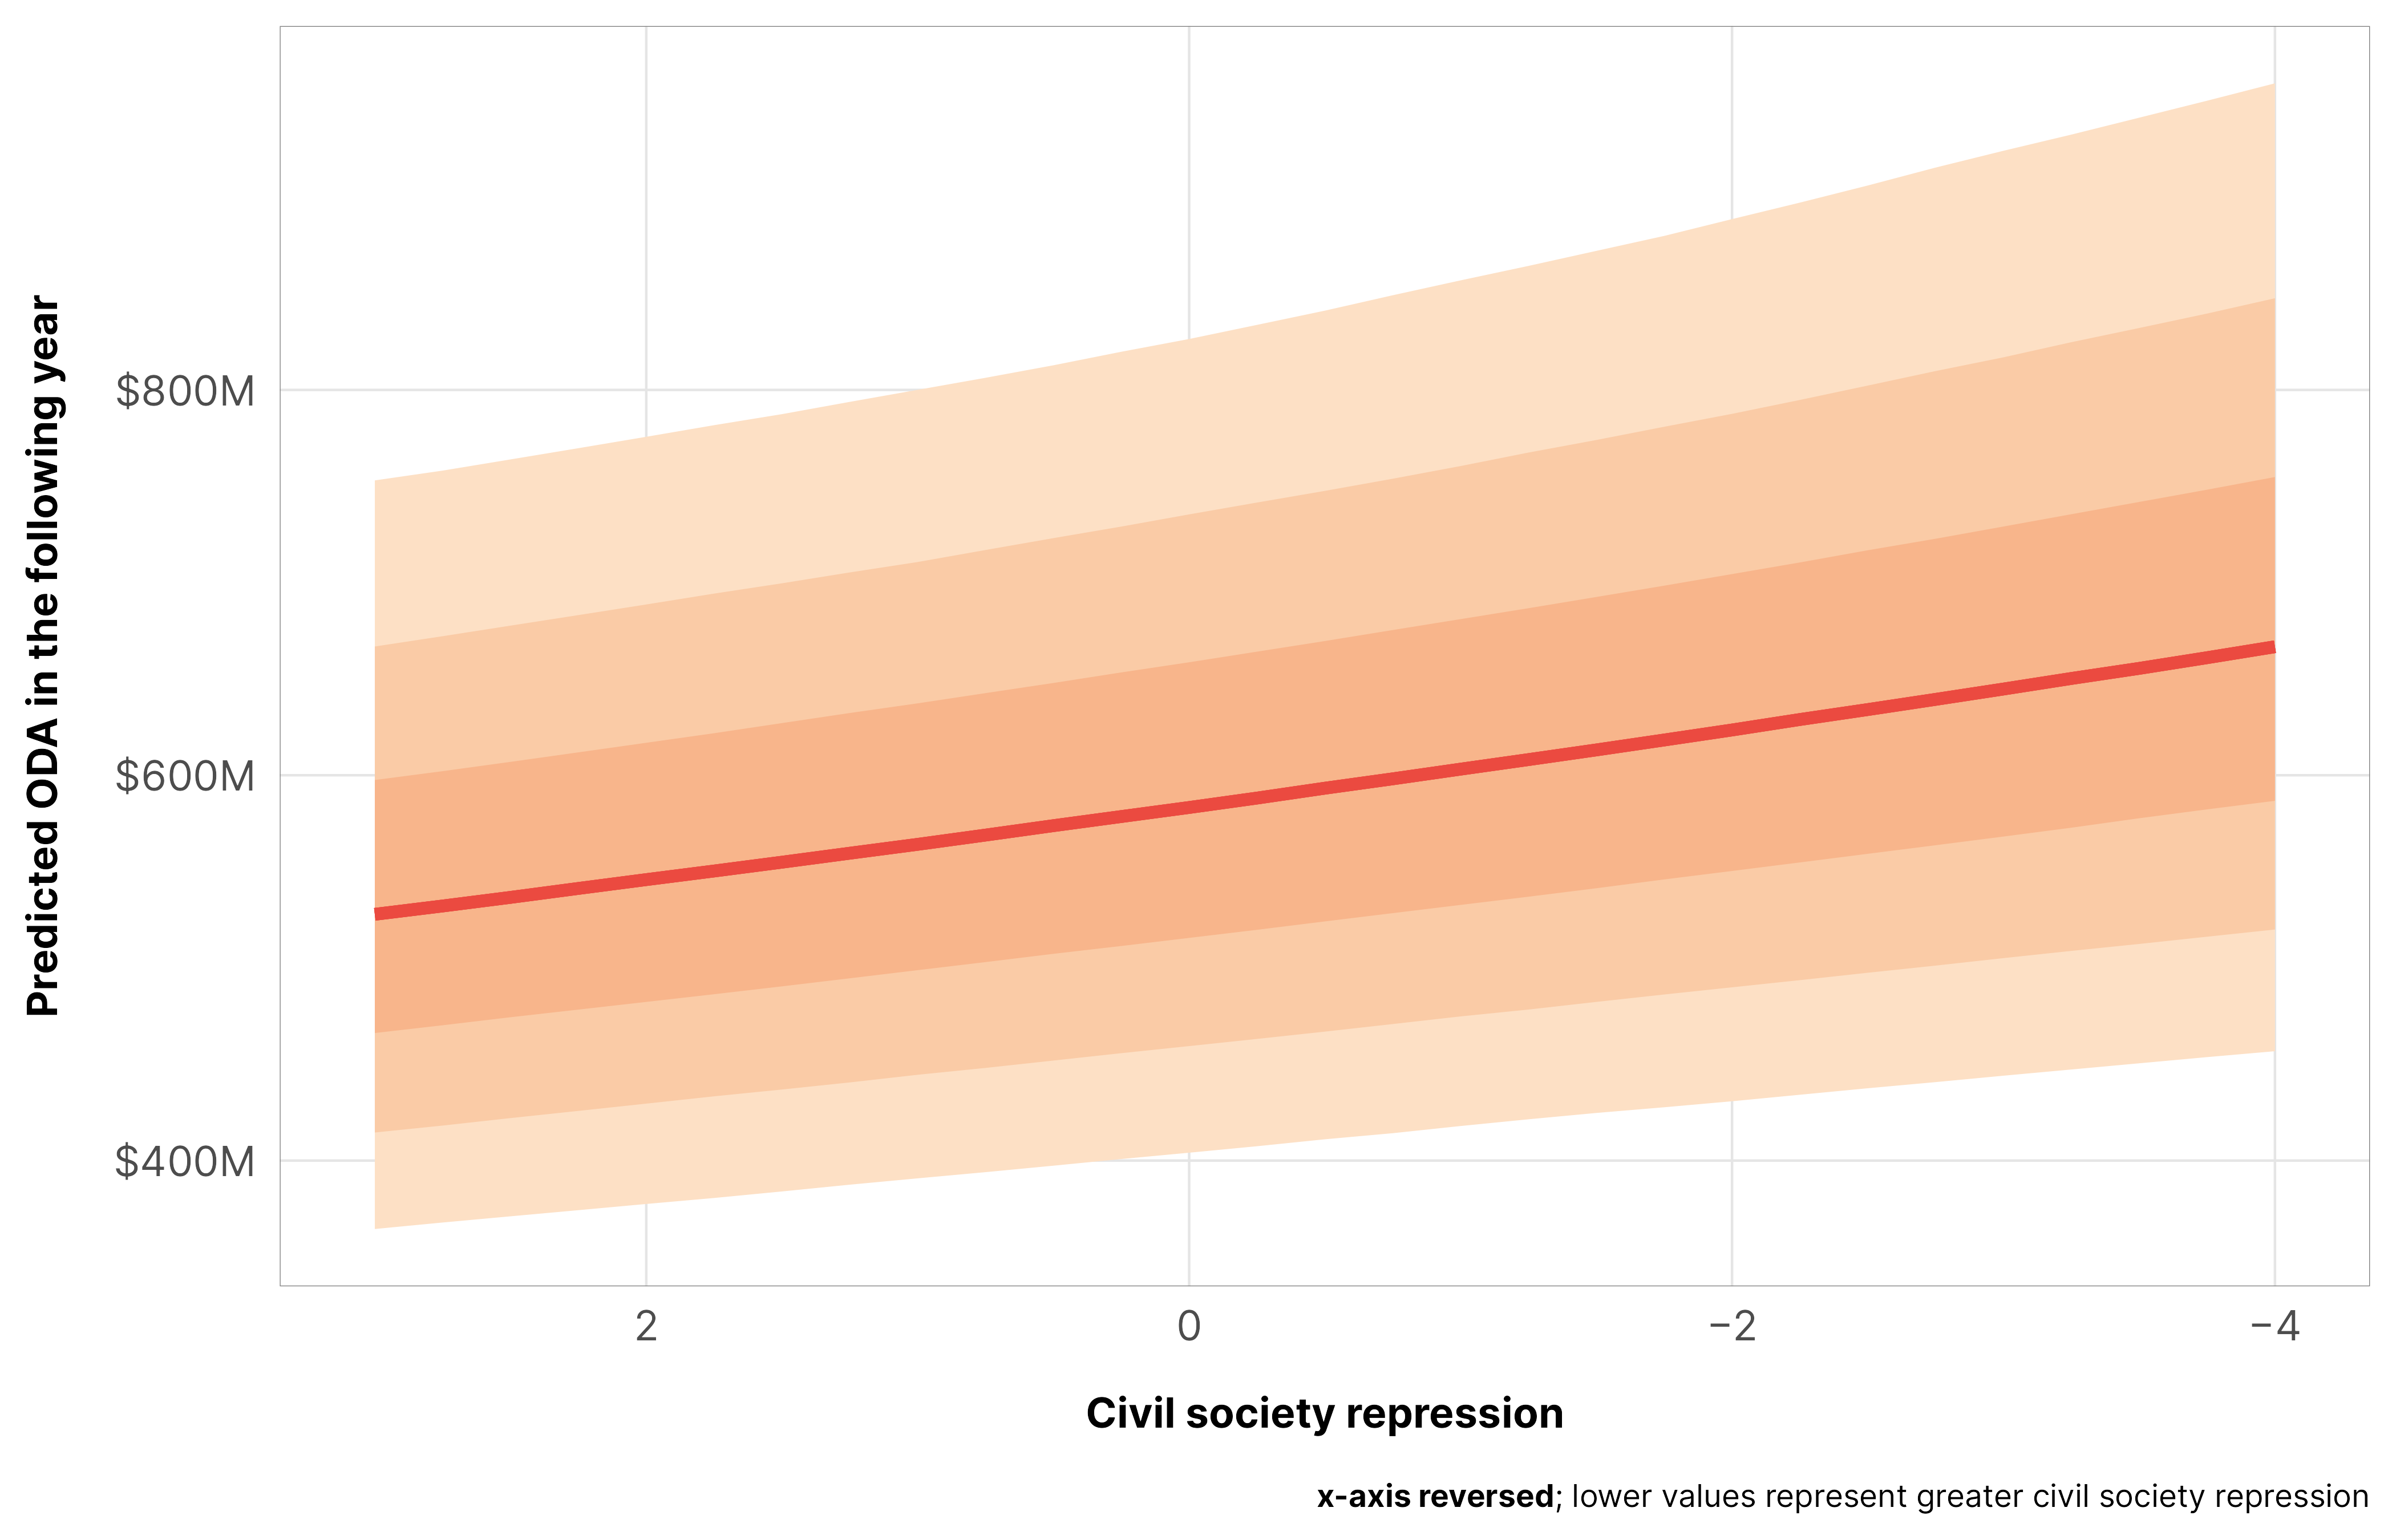 Predicted ODA in the following year
$800M
$600M
$400M
2 0 −2 −4
Civil society repression
x-axis reversed; lower values represent greater civil society repression